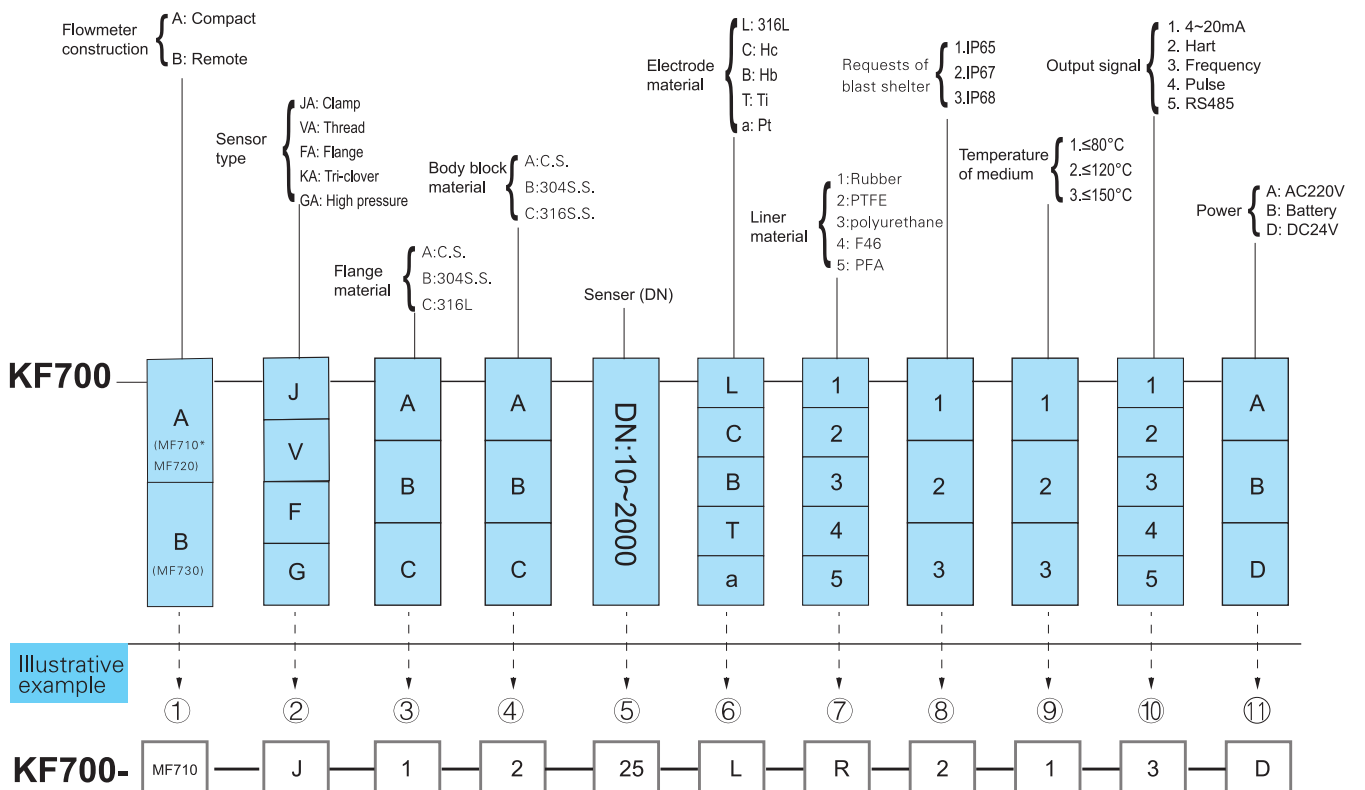 Flowmeter
construction
A: Compact
B: Remote
Sensor
type
JA: Clamp
VA: Thread
FA: Flange
KA: Tri-clover
GA: High pressure
Flange
material
A:C.S.
B:304S.S.
C:316L
Body block
material
A:C.S.
B:304S.S.
C:316S.S.
Senser (DN)
Electrode
material
L: 316L
C: Hc
B: Hb
T: Ti
a: Pt
Liner
material
1:Rubber
2:PTFE
3:polyurethane
4: F46
5: PFA
Requests of
blast shelter
1.IP65
2.IP67
3.IP68
Temperature
of medium
1.≤80°C
2.≤120°C
3.≤150°C
Output signal
1. 4~20mA
2. Hart
3. Frequency
4. Pulse
5. RS485
Power
A: AC220V
B: Battery
D: DC24V
KF700
A
(MF710*
MF720)
B
(MF730)
J
V
F
G
A
B
C
A
B
C
DN:10~2000
L
C
B
T
a
1
2
3
4
5
1
2
3
1
2
3
1
2
3
4
5
A
B
D
Illustrative
example
① ② ③ ④ ⑤ ⑥ ⑦ ⑧ ⑨ ⑩ ⑪
KF700- MF710 J 1 2 25 L R 2 1 3 D